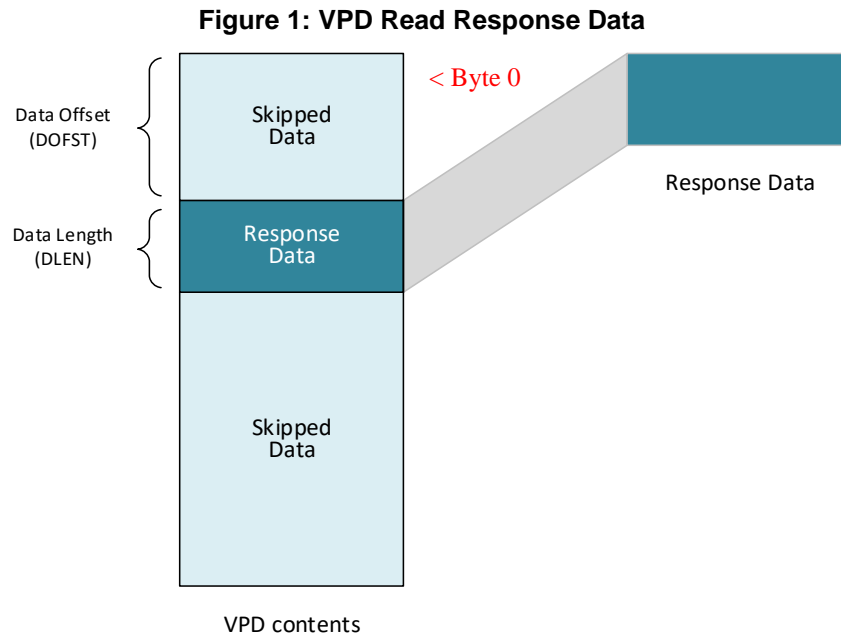 Figure 1: VPD Read Response Data
< Byte 0
Data Offset
(DOFST)
Skipped
Data
Response Data
Data Length
(DLEN)
Response
Data
Skipped
Data
VPD contents